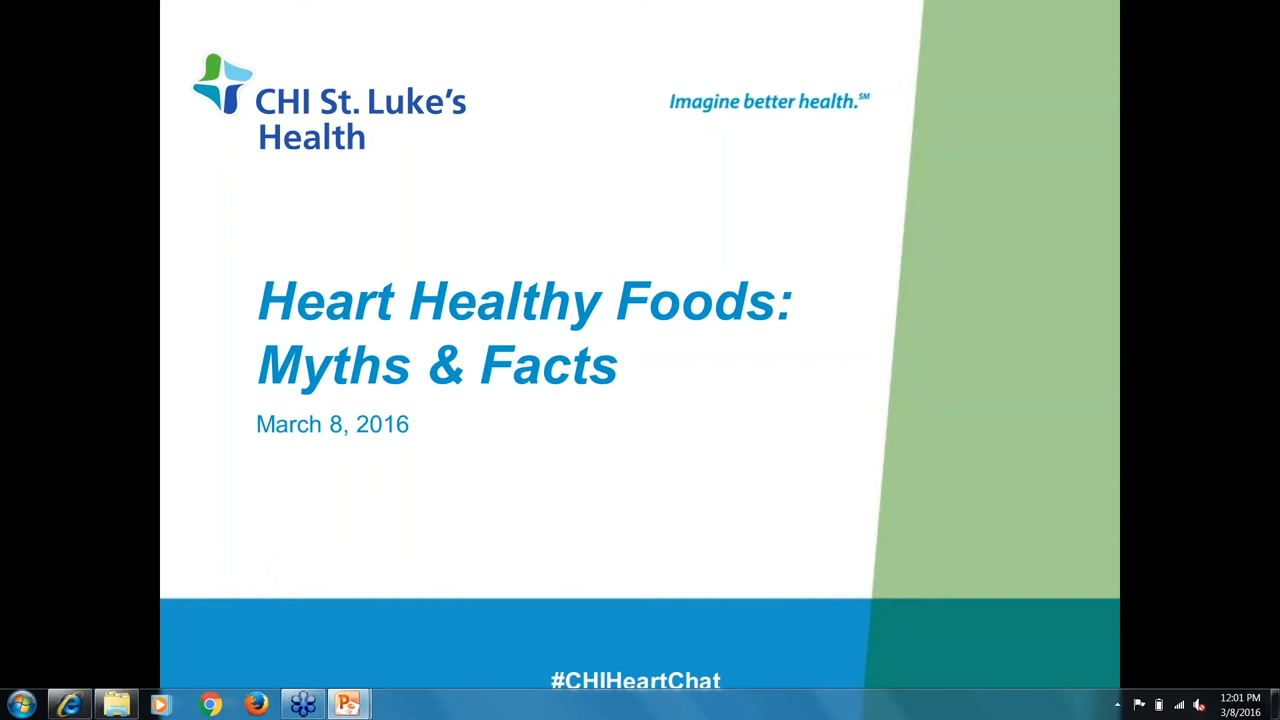 CHI St. Luke's
Health
Imagine better health.℠
Heart Healthy Foods:
Myths & Facts
March 8, 2016
#CHIHeartChat
12:01 PM
3/8/2016